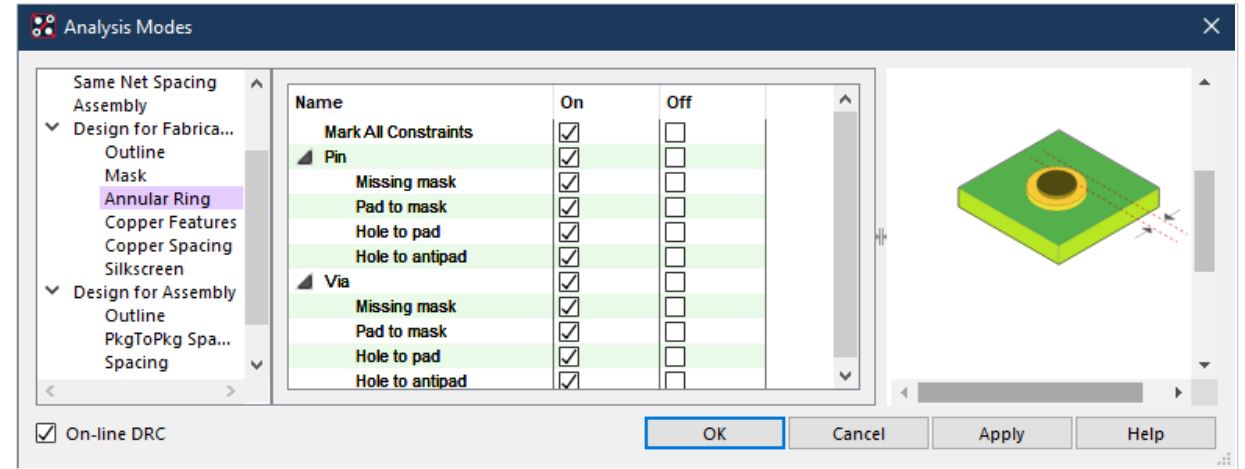 Analysis Modes
Same Net Spacing
Assembly
Design for Fabrica...
Outline
Mask
Annular Ring
Copper Features
Copper Spacing
Silkscreen
Design for Assembly
Outline
PkgToPkg Spa...
Spacing
Name On Off
Mark All Constraints
Pin
Missing mask
Pad to mask
Hole to pad
Hole to antipad
Via
Missing mask
Pad to mask
Hole to pad
Hole to antipad
On-line DRC
OK Cancel Apply Help